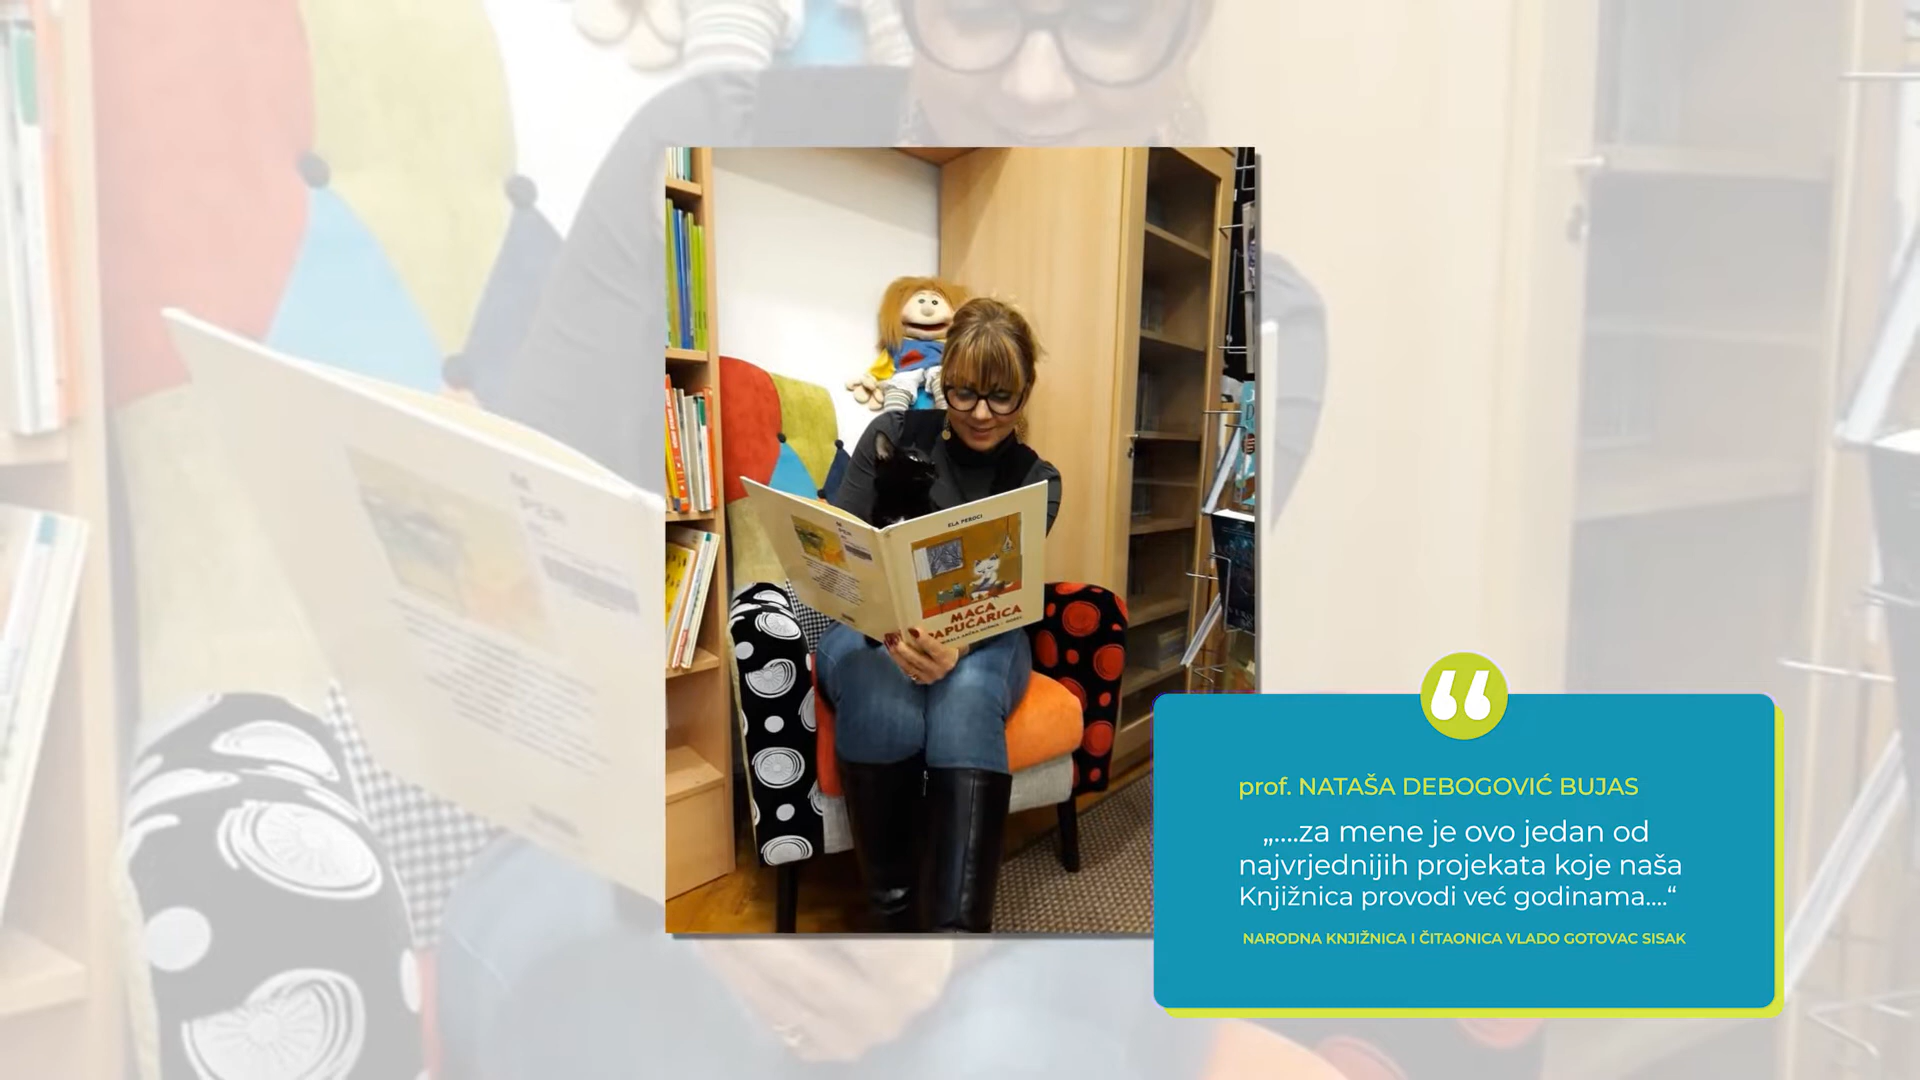 ELA PEROCI
MACA
PAPUČARICA
prof. NATAŠA DEBOGOVIĆ BUJAS
„....za mene je ovo jedan od
najvrjednijih projekata koje naša
Knjižnica provodi već godinama....“
NARODNA KNJIŽNICA I ČITAONICA VLADO GOTOVAC SISAK